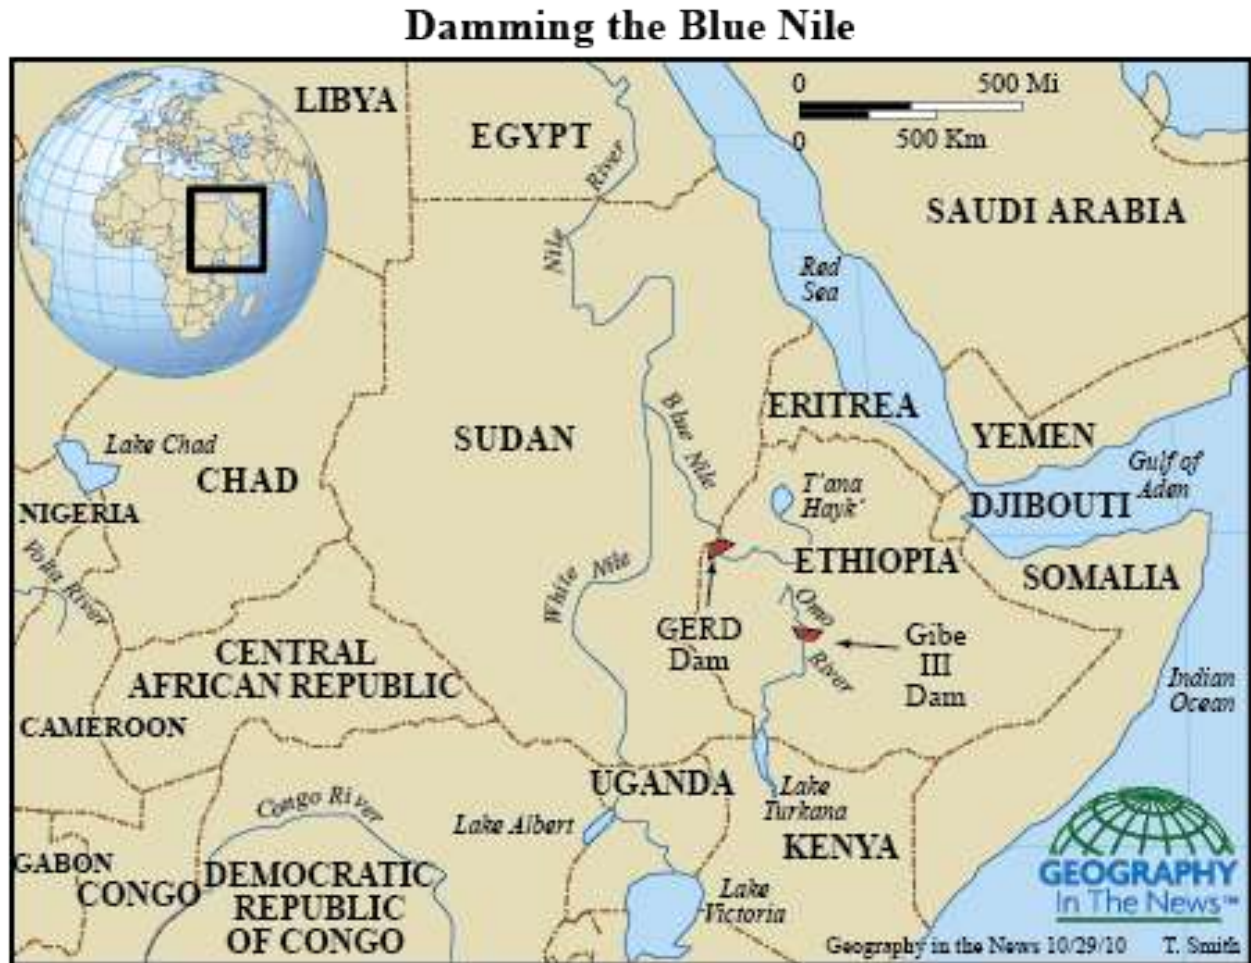 Damming the Blue Nile
LIBYA
EGYPT
River
Nile
0 500 Mi
0 500 Km
SAUDI ARABIA
Red
Sea
ERITREA
YEMEN
Gulf of
Aden
Lake Chad
CHAD
SUDAN
Blue Nile
T'ana
Hayk'
DJIBOUTI
NIGERIA
Volta River
White Nile
ETHIOPIA
SOMALIA
GERD
Dam
Omo
River
Gibe
III
Dam
CENTRAL
AFRICAN REPUBLIC
Indian
Ocean
CAMEROON
UGANDA
Lake
Turkana
Congo River
Lake Albert
KENYA
GABON
CONGO
DEMOCRATIC
REPUBLIC
OF CONGO
Lake
Victoria
GEOGRAPHY
In The News™
Geography in the News 10/29/10 T. Smith